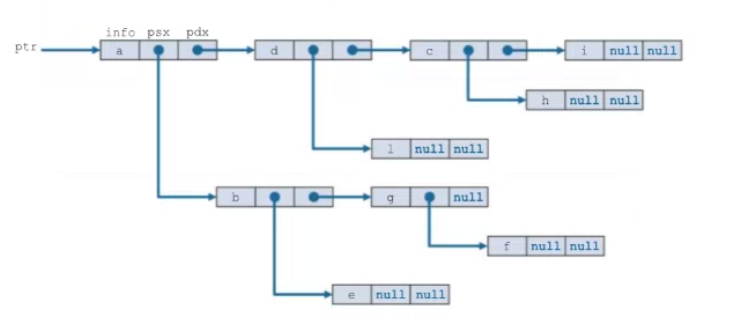 info psx pdx
ptr a d c i null null
h null null
l null null
b g null
f null null
e null null